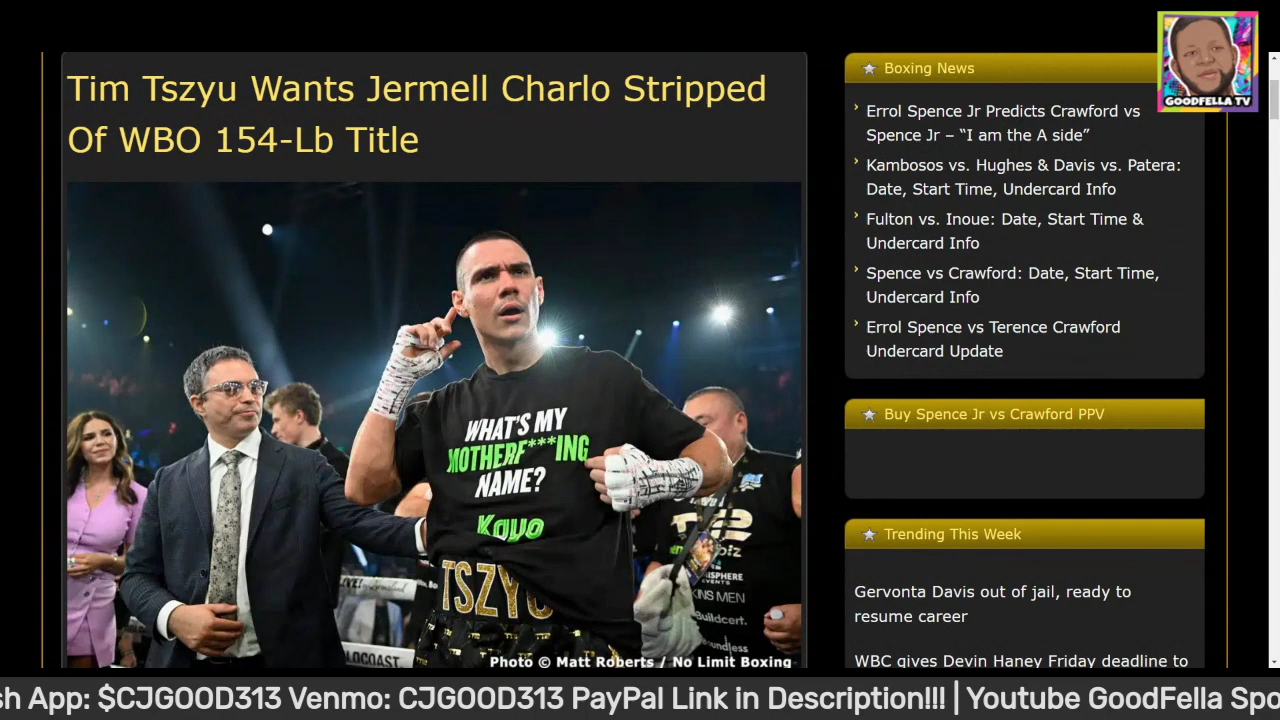 GOODFELLA TV
Tim Tszyu Wants Jermell Charlo Stripped
Of WBO 154-Lb Title
WHAT'S MY
MOTHERF***ING
NAME?
Kayo
TSZYU
Buildcert.
Photo © Matt Roberts / No Limit Boxing
Boxing News
Errol Spence Jr Predicts Crawford vs
Spence Jr – “I am the A side”
Kambosos vs. Hughes & Davis vs. Patera:
Date, Start Time, Undercard Info
Fulton vs. Inoue: Date, Start Time &
Undercard Info
Spence vs Crawford: Date, Start Time,
Undercard Info
Errol Spence vs Terence Crawford
Undercard Update
Buy Spence Jr vs Crawford PPV
Trending This Week
Gervonta Davis out of jail, ready to
resume career
WBC gives Devin Haney Friday deadline to
sh App: $CJGOOD313 Venmo: CJGOOD313 PayPal Link in Description!!! | Youtube GoodFella Spo